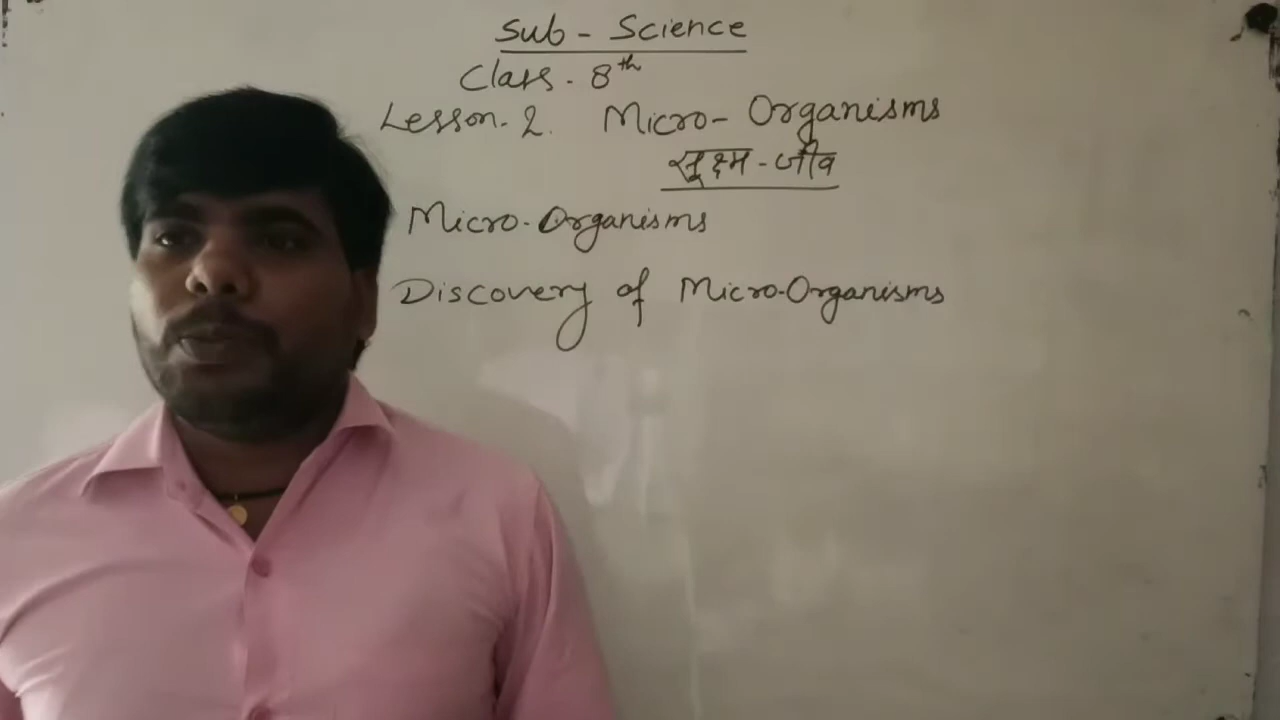 Sub - Science
Class - 8th
Lesson - 2. Micro - Organisms
सूक्ष्म - जीव
Micro - Organisms
Discovery of Micro-Organisms